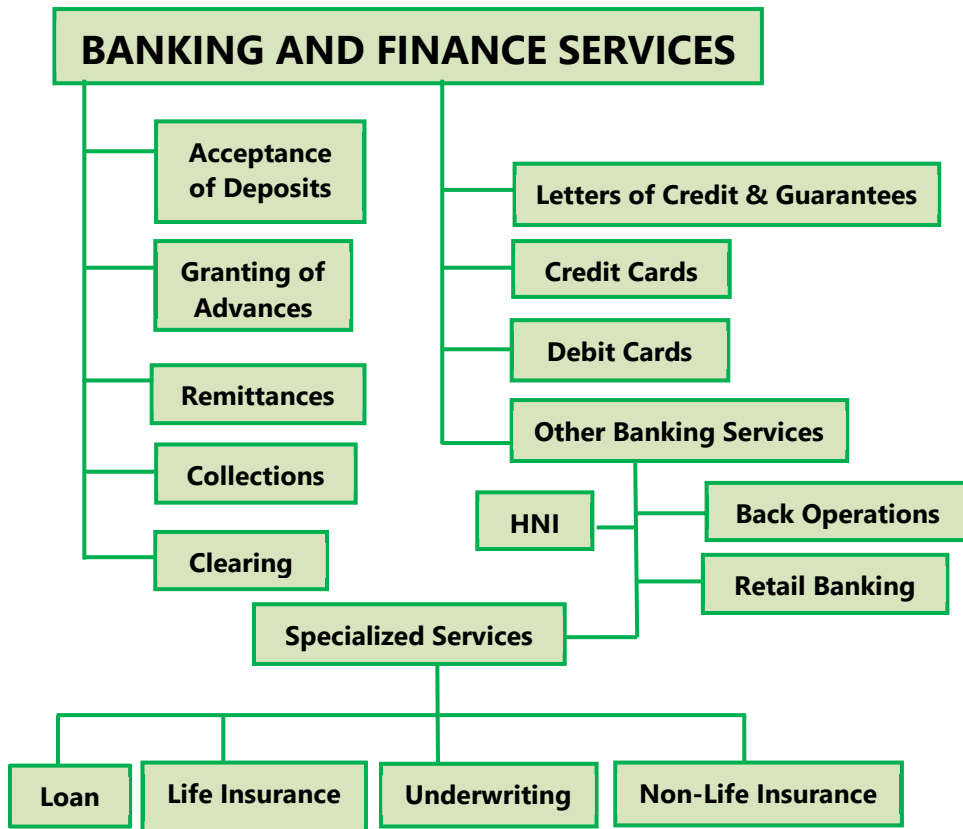 BANKING AND FINANCE SERVICES
Acceptance
of Deposits
Granting of
Advances
Remittances
Collections
Clearing
Letters of Credit & Guarantees
Credit Cards
Debit Cards
Other Banking Services
HNI
Back Operations
Retail Banking
Specialized Services
Loan
Life Insurance
Underwriting
Non-Life Insurance